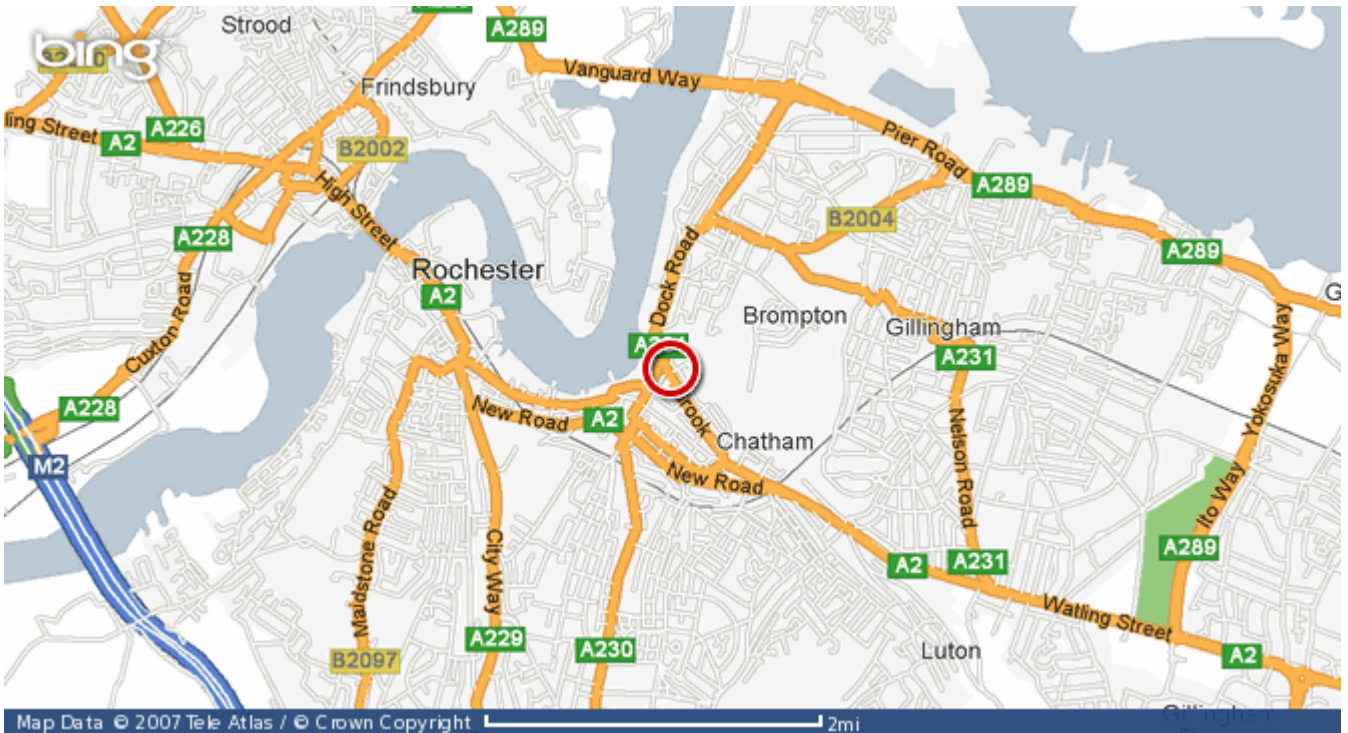 Strood
A289
bing
Vanguard Way
Frindsbury
ling Street
A2
A226
B2002
Pier Road
High Street
A289
B2004
A228
A289
Rochester
A2
Dock Road
Cuxton Road
Brompton
Gillingham
G
Yokosuka Way
A231
A228
New Road
A2
Nelson Road
Chatham
M2
New Road
Maidstone Road
City Way
Ito Way
A289
A2
A231
Watling Street
A229
A230
B2097
Luton
A2
Map Data © 2007 Tele Atlas / © Crown Copyright
2mi